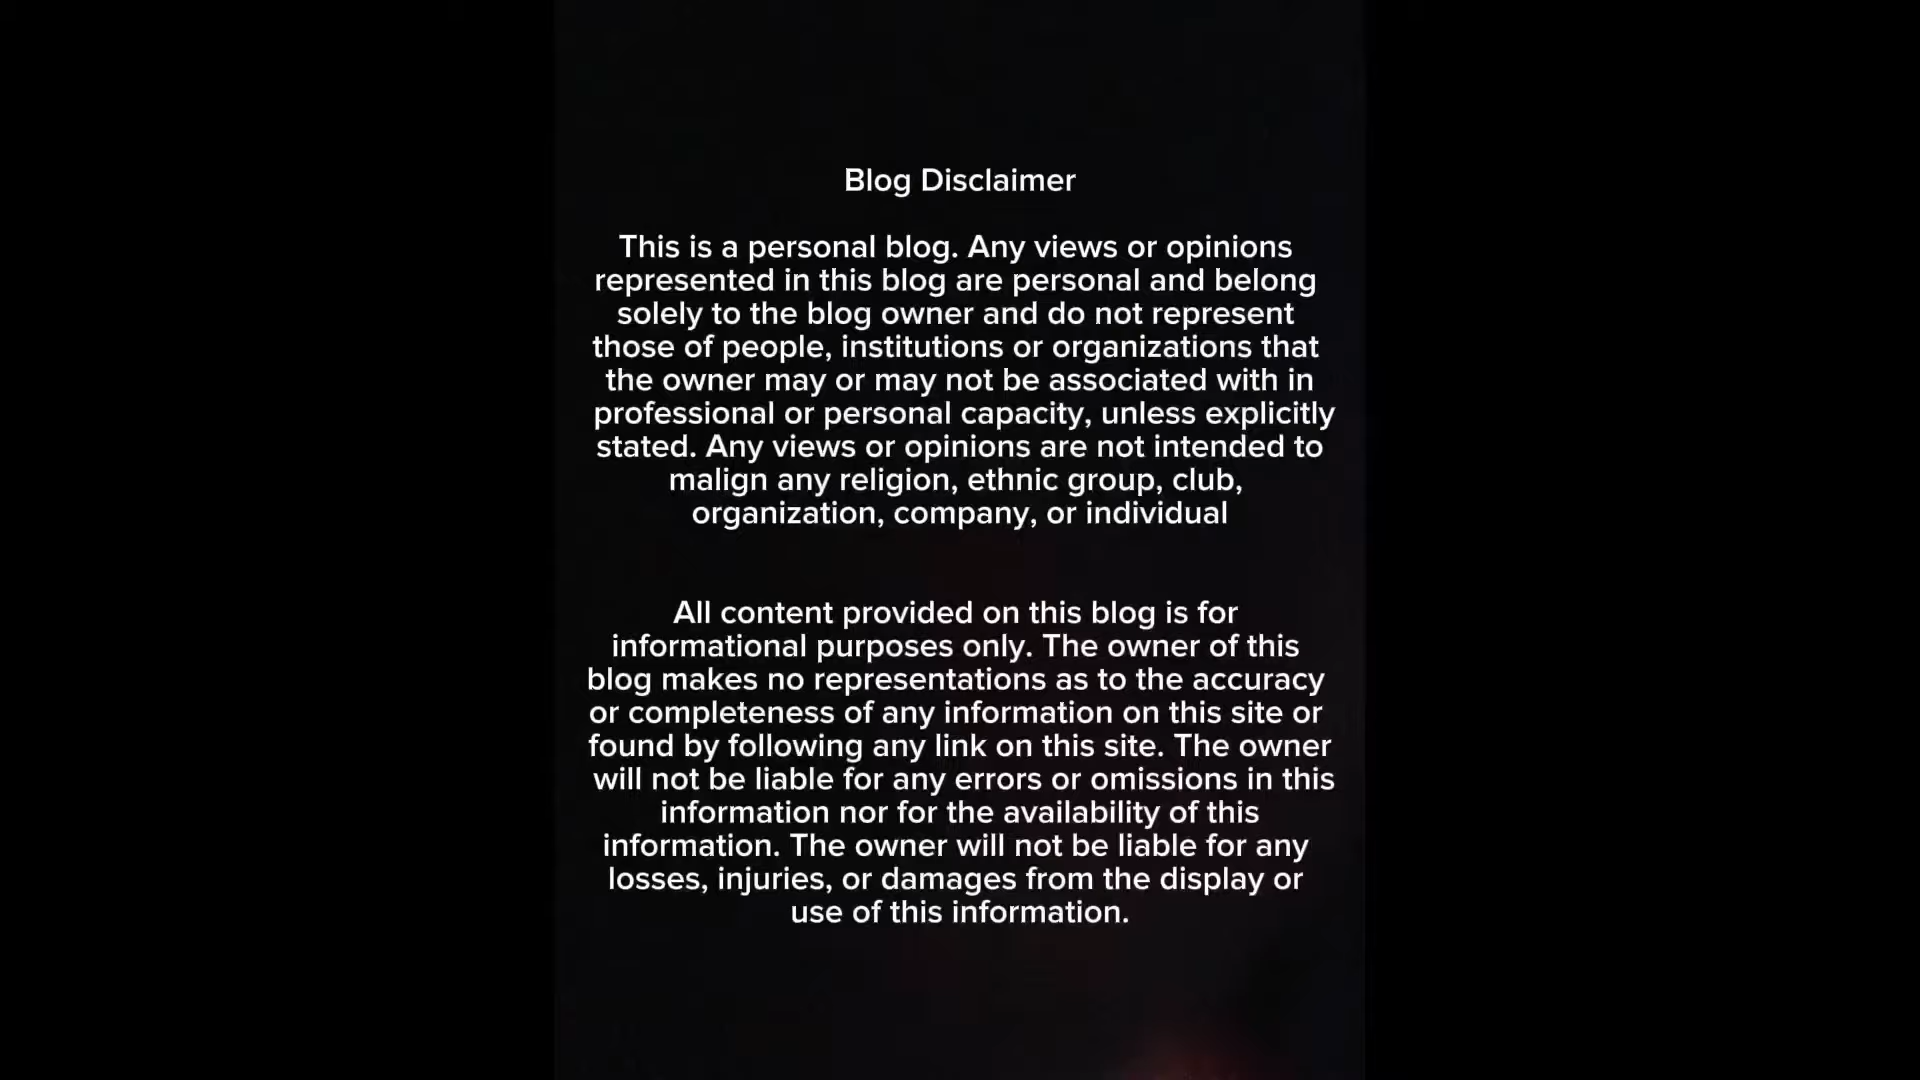 Blog Disclaimer
This is a personal blog. Any views or opinions
represented in this blog are personal and belong
solely to the blog owner and do not represent
those of people, institutions or organizations that
the owner may or may not be associated with in
professional or personal capacity, unless explicitly
stated. Any views or opinions are not intended to
malign any religion, ethnic group, club,
organization, company, or individual
All content provided on this blog is for
informational purposes only. The owner of this
blog makes no representations as to the accuracy
or completeness of any information on this site or
found by following any link on this site. The owner
will not be liable for any errors or omissions in this
information nor for the availability of this
information. The owner will not be liable for any
losses, injuries, or damages from the display or
use of this information.